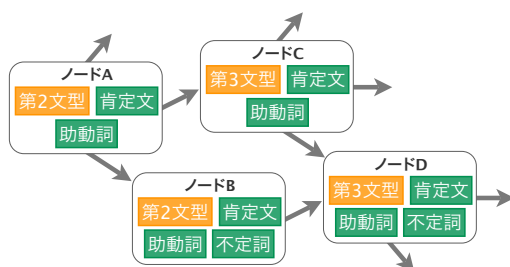 ノードA
第2文型 肯定文
助動詞
ノードC
第3文型 肯定文
助動詞
ノードB
第2文型 肯定文
助動詞 不定詞
ノードD
第3文型 肯定文
助動詞 不定詞